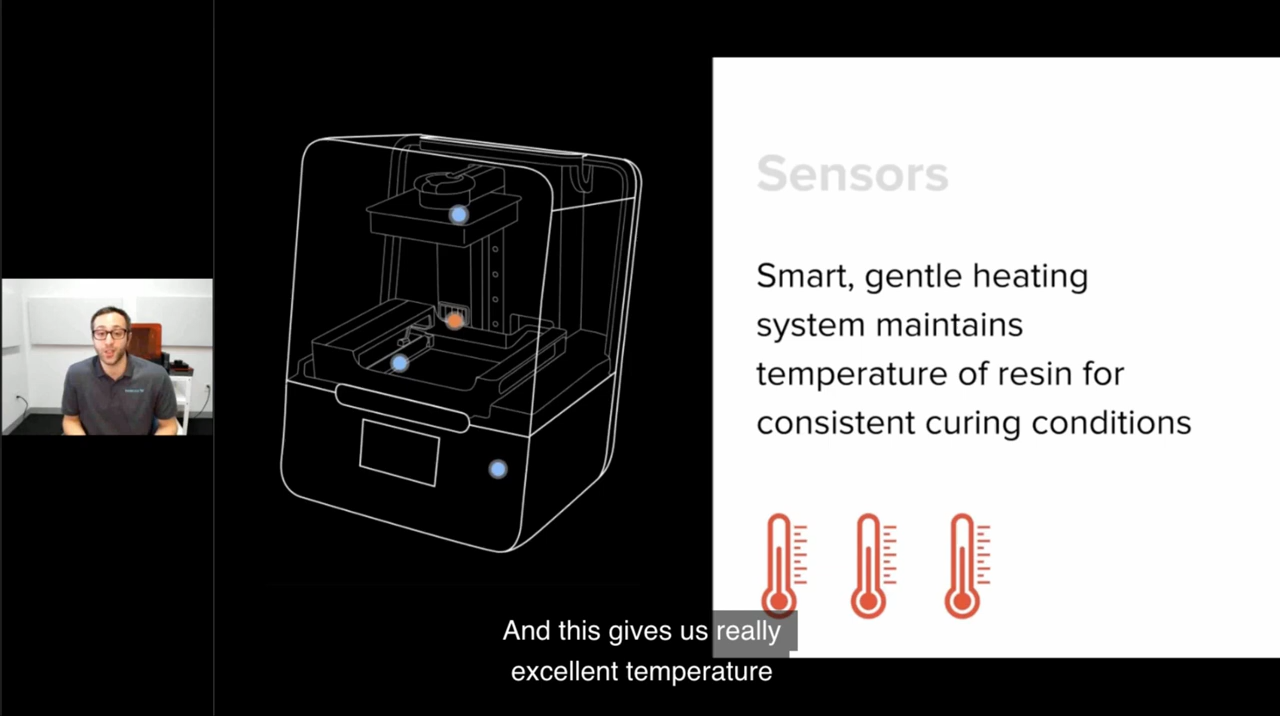 Sensors
Smart, gentle heating
system maintains
temperature of resin for
consistent curing conditions
And this gives us really
excellent temperature